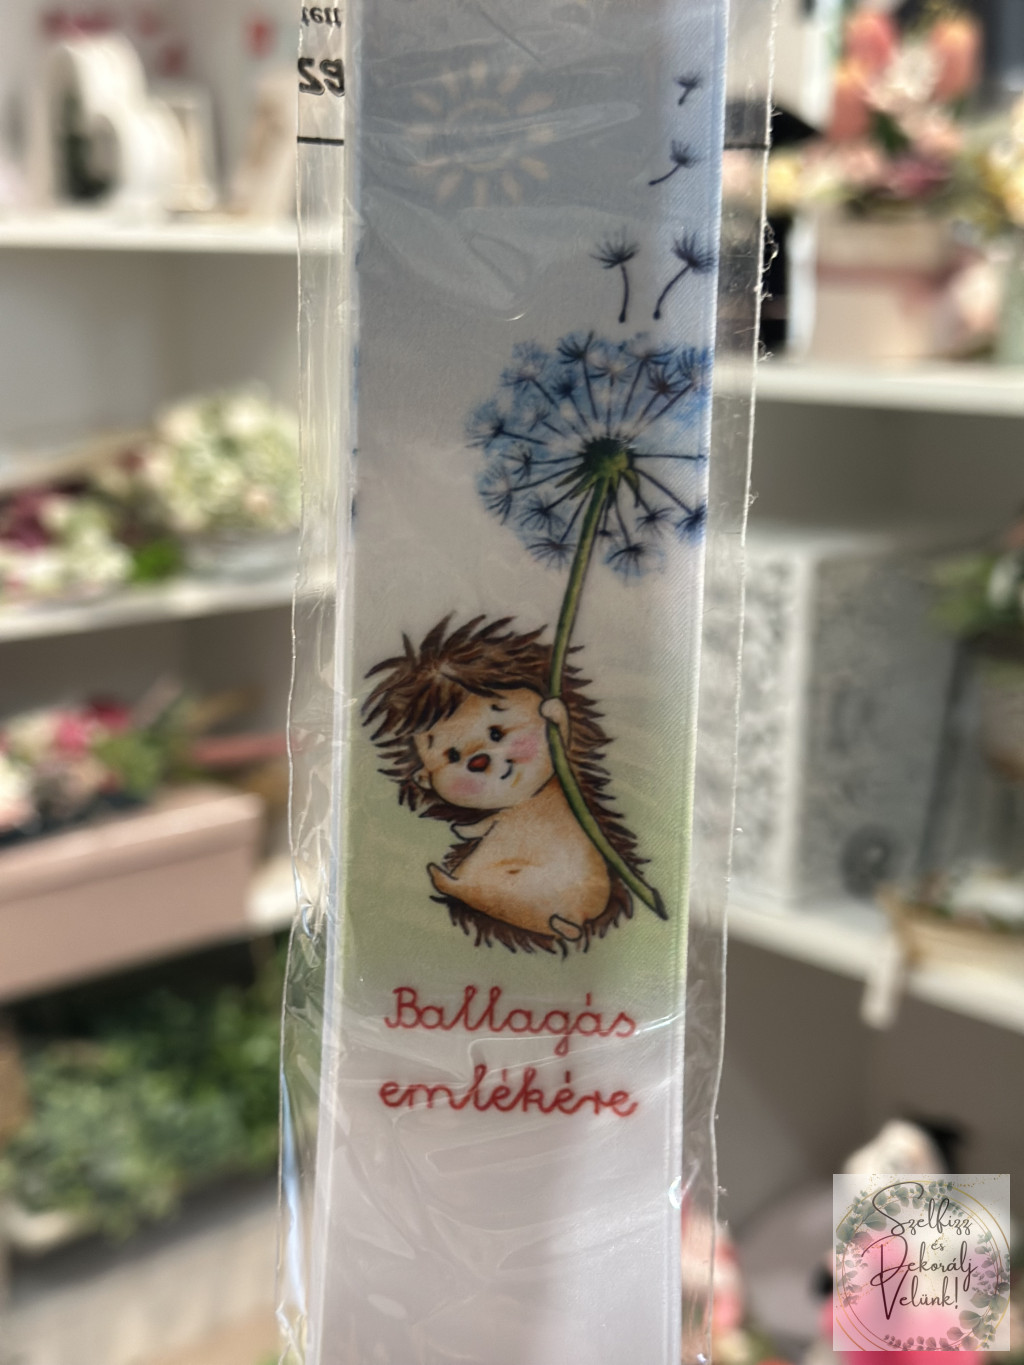 Ballagás
emlékére
Szelfizz
és
Dekorálj
Velünk!